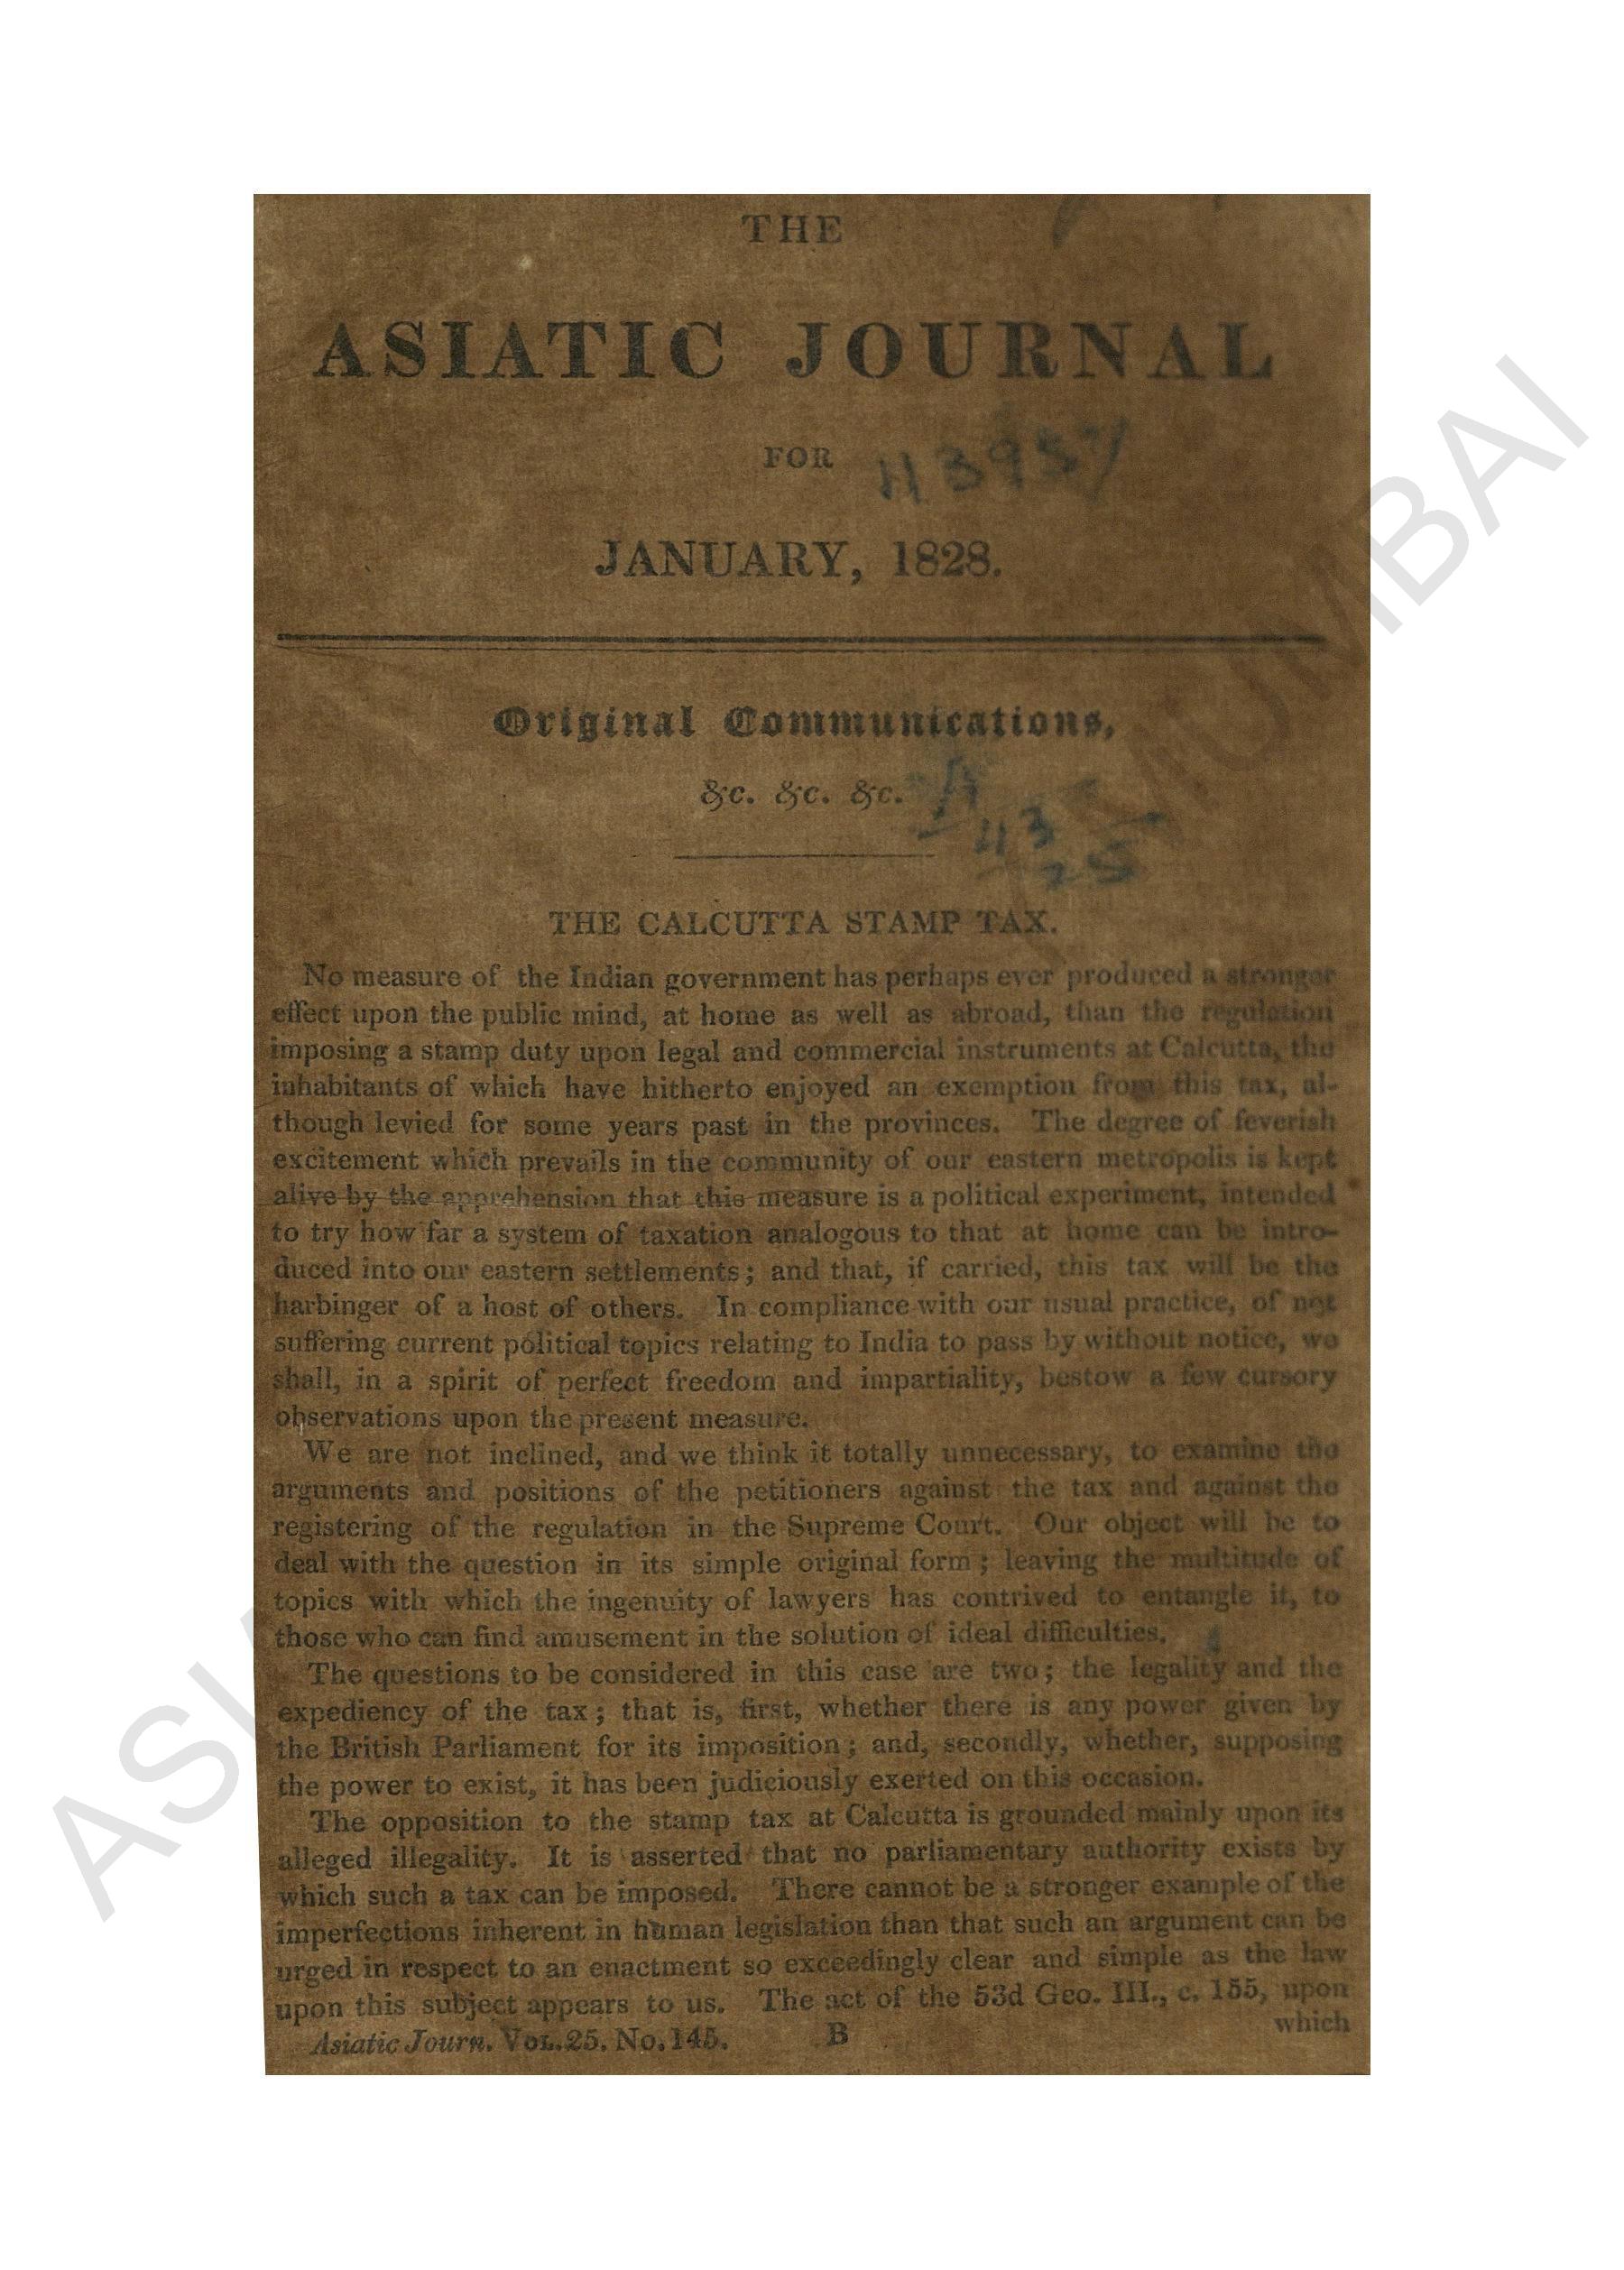 THE
ASIATIC JOURNAL
FOR
113957
JANUARY, 1828.
Original Communications,
&c. &c. &c.
43
25
THE CALCUTTA STAMP TAX.
No measure of the Indian government has perhaps ever produced a stronger
effect upon the public mind, at home as well as abroad, than the regulation
imposing a stamp duty upon legal and commercial instruments at Calcutta, the
inhabitants of which have hitherto enjoyed an exemption from this tax, al-
though levied for some years past in the provinces. The degree of feverish
excitement which prevails in the community of our eastern metropolis is kept
alive by the apprehension that this measure is a political experiment, intended
to try how far a system of taxation analogous to that at home can be intro-
duced into our eastern settlements; and that, if carried, this tax will be the
harbinger of a host of others. In compliance with our usual practice, of not
suffering current political topics relating to India to pass by without notice, we
shall, in a spirit of perfect freedom and impartiality, bestow a few cursory
observations upon the present measure.
We are not inclined, and we think it totally unnecessary, to examine the
arguments and positions of the petitioners against the tax and against the
registering of the regulation in the Supreme Court. Our object will be to
deal with the question in its simple original form; leaving the multitude of
topics with which the ingenuity of lawyers has contrived to entangle it, to
those who can find amusement in the solution of ideal difficulties.
The questions to be considered in this case are two; the legality and the
expediency of the tax; that is, first, whether there is any power given by
the British Parliament for its imposition; and, secondly, whether, supposing
the power to exist, it has been judiciously exerted on this occasion.
The opposition to the stamp tax at Calcutta is grounded mainly upon its
alleged illegality. It is asserted that no parliamentary authority exists by
which such a tax can be imposed. There cannot be a stronger example of the
imperfections inherent in human legislation than that such an argument can be
urged in respect to an enactment so exceedingly clear and simple as the law
upon this subject appears to us. The act of the 53d Geo. III., c. 155, upon
which
Asiatic Journ. VOL.25. No.145. B
MUMBAI